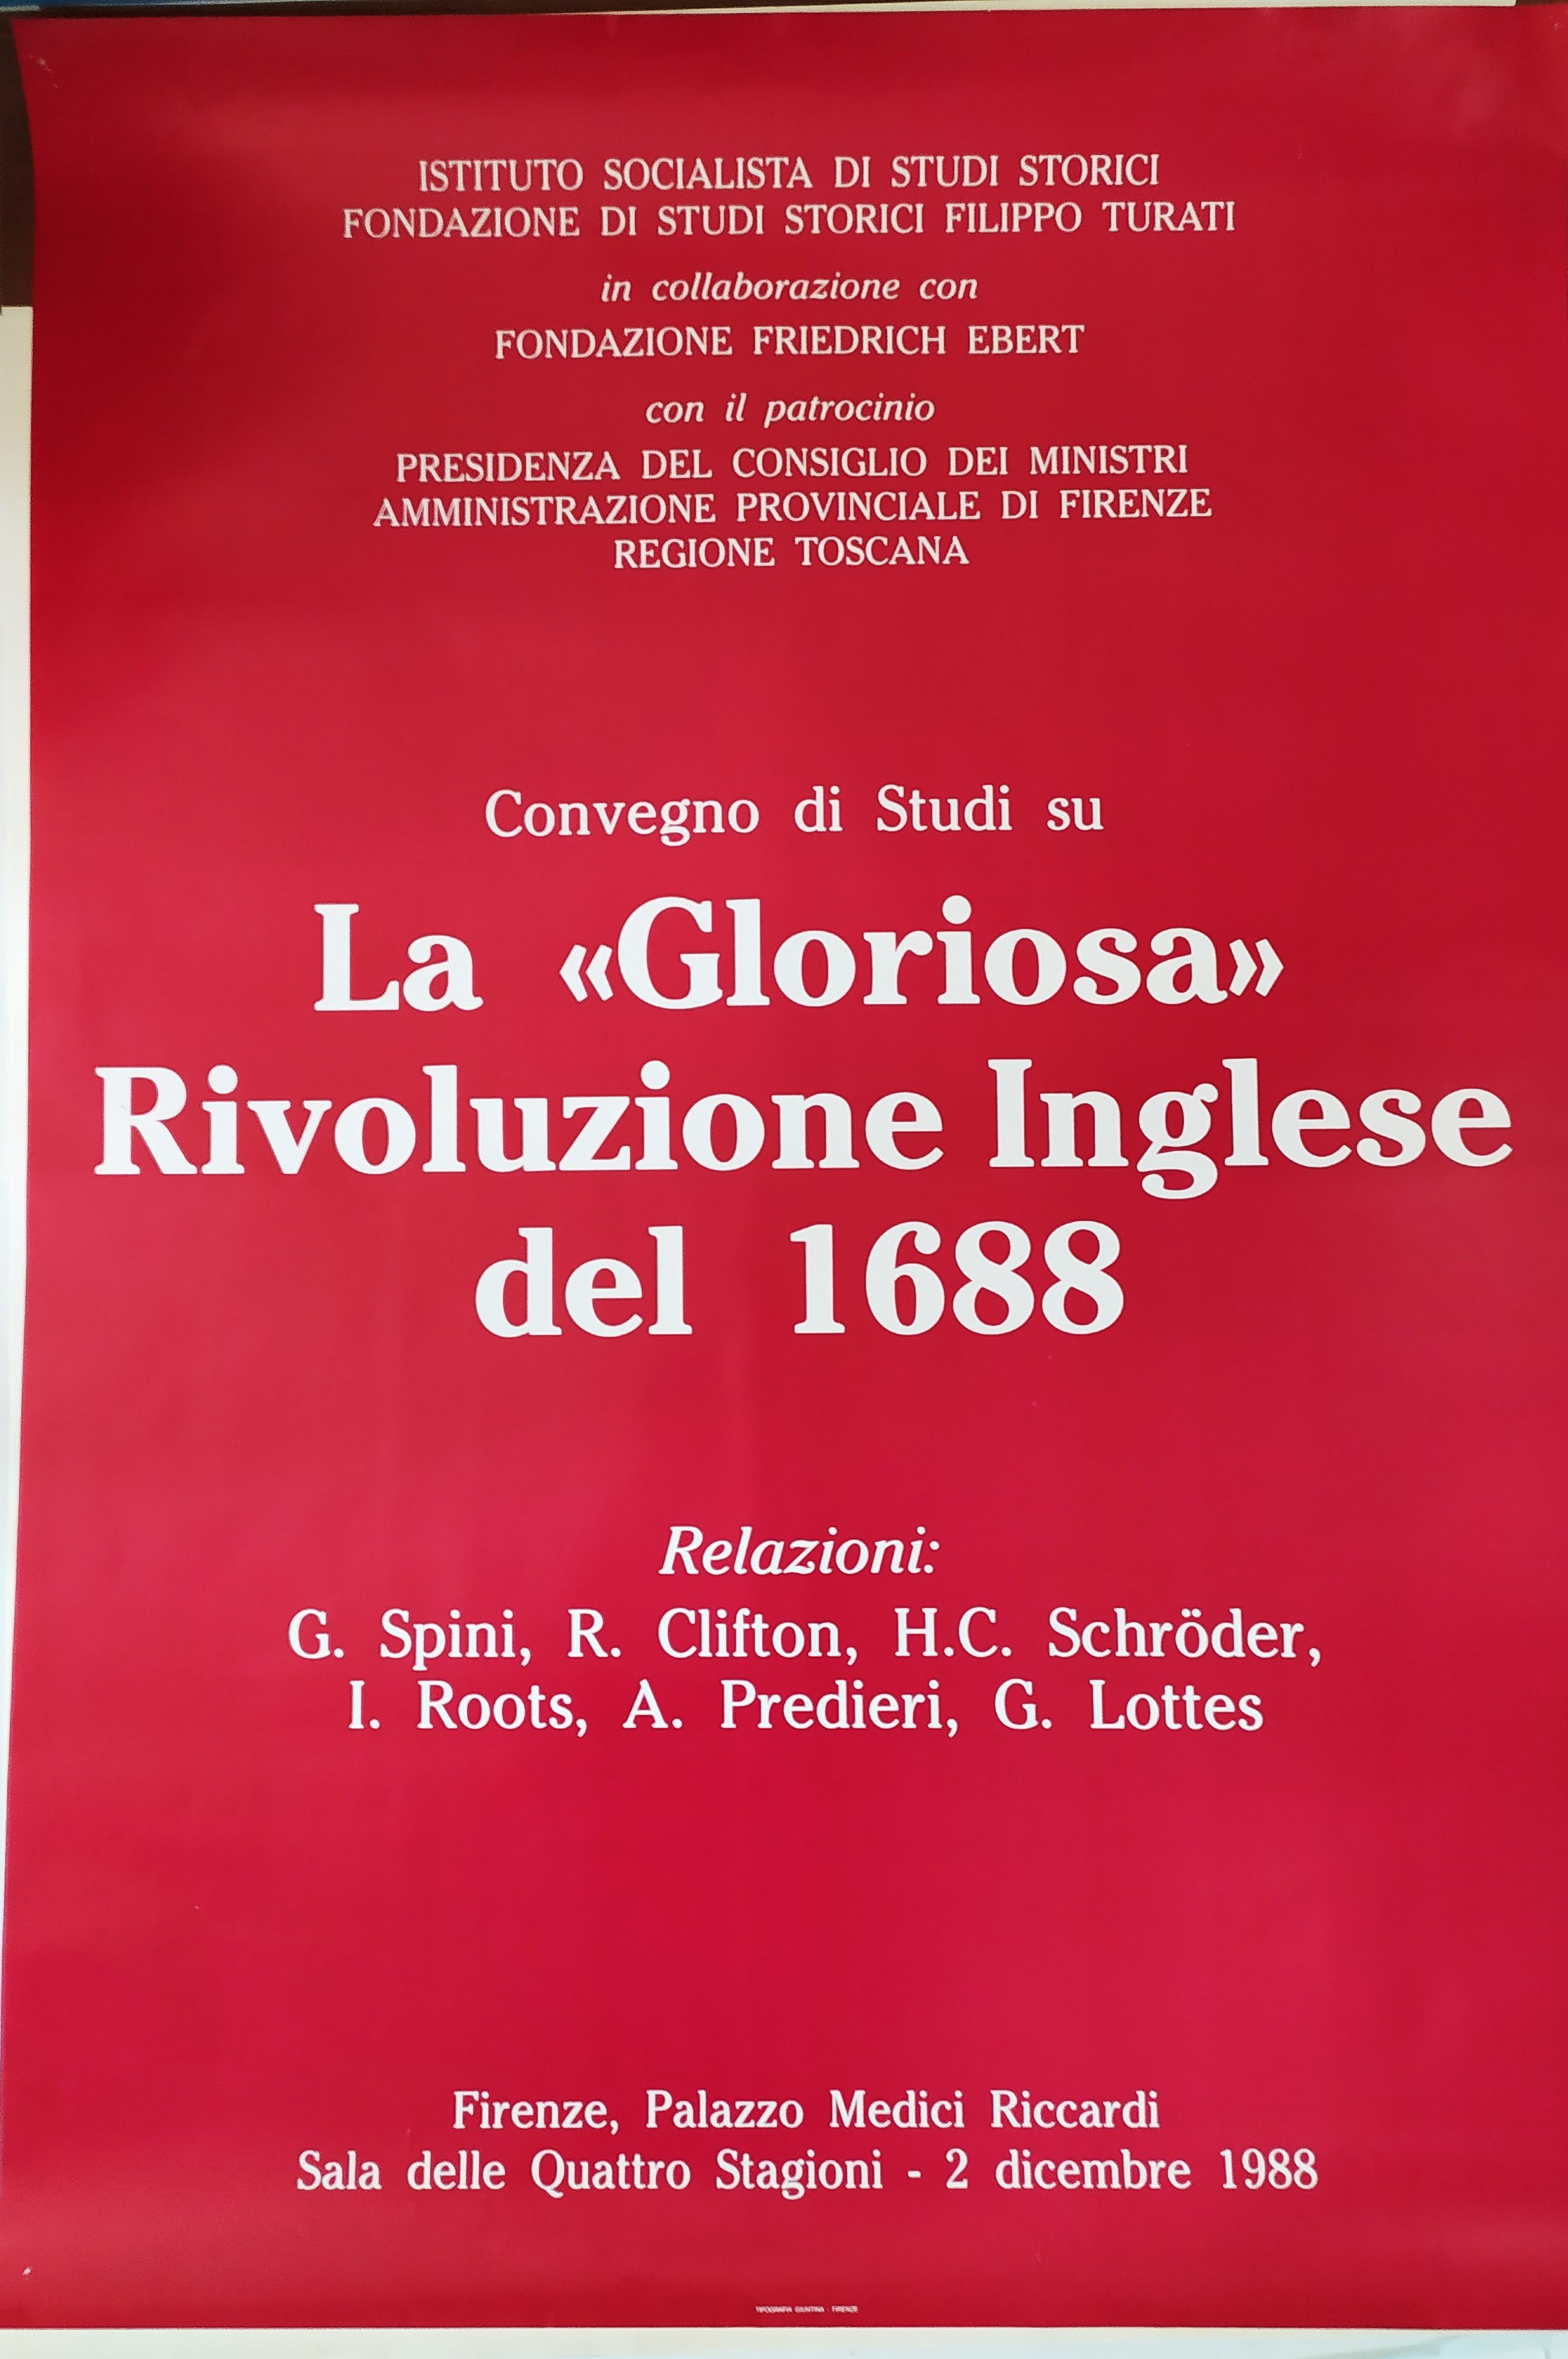 ISTITUTO SOCIALISTA DI STUDI STORICI
FONDAZIONE DI STUDI STORICI FILIPPO TURATI
in collaborazione con
FONDAZIONE FRIEDRICH EBERT
con il patrocinio
PRESIDENZA DEL CONSIGLIO DEI MINISTRI
AMMINISTRAZIONE PROVINCIALE DI FIRENZE
REGIONE TOSCANA
Convegno di Studi su
La «Gloriosa»
Rivoluzione Inglese
del 1688
Relazioni:
G. Spini, R. Clifton, H.C. Schröder,
I. Roots, A. Predieri, G. Lottes
Firenze, Palazzo Medici Riccardi
Sala delle Quattro Stagioni - 2 dicembre 1988
TIPOGRAFIA GIUNTINA - FIRENZE